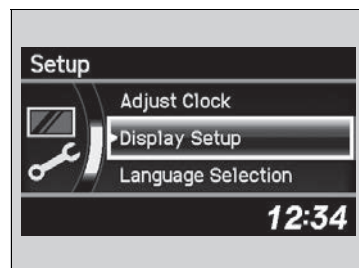 Setup
Adjust Clock
Display Setup
Language Selection
12:34